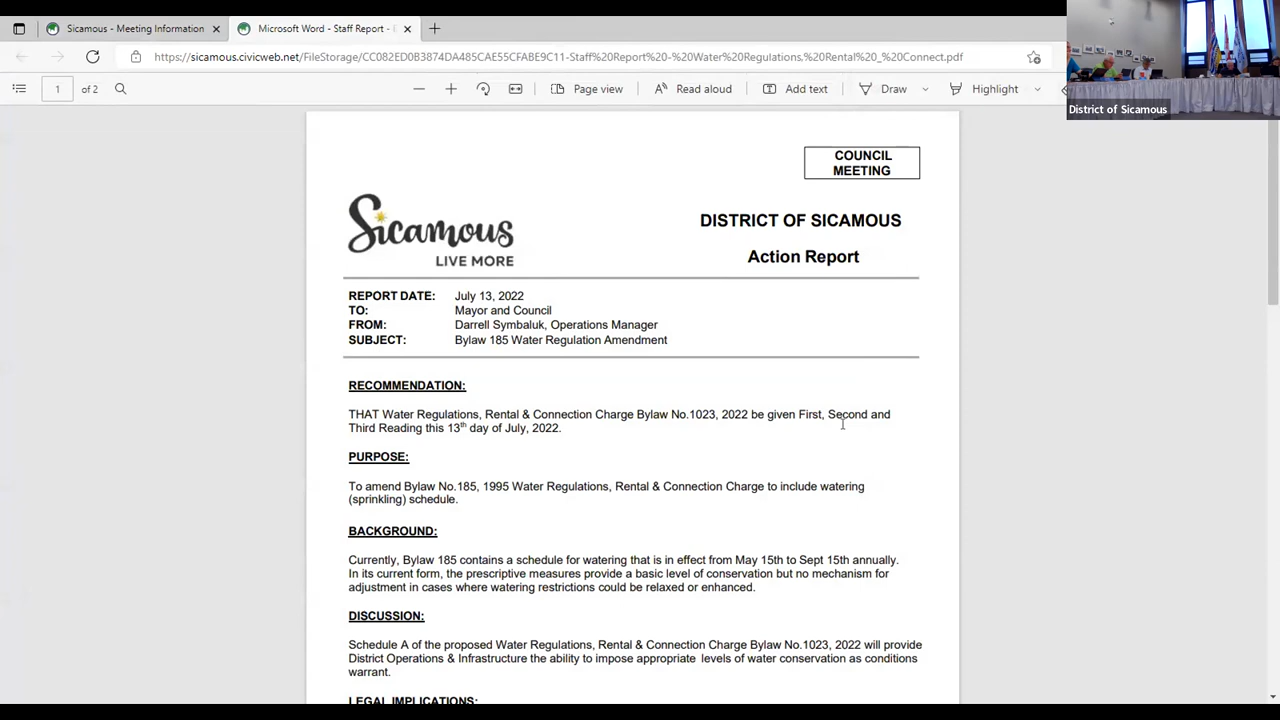 Sicamous - Meeting Information
Microsoft Word - Staff Report -
https://sicamous.civicweb.net/FileStorage/DC082ED0B3874DA485CAE55CFABE9C11-Staff%20Report%20-%20Water%20Regulations,%20Rental%20_%20Connect.pdf
1 of 2
Page view
Read aloud
Add text
Draw
Highlight
District of Sicamous
COUNCIL
MEETING
Sicamous
LIVE MORE
DISTRICT OF SICAMOUS
Action Report
REPORT DATE: July 13, 2022
TO: Mayor and Council
FROM: Darrell Symbaluk, Operations Manager
SUBJECT: Bylaw 185 Water Regulation Amendment
RECOMMENDATION:
THAT Water Regulations, Rental & Connection Charge Bylaw No.1023, 2022 be given First, Second and
Third Reading this 13th day of July, 2022.
PURPOSE:
To amend Bylaw No.185, 1995 Water Regulations, Rental & Connection Charge to include watering
(sprinkling) schedule.
BACKGROUND:
Currently, Bylaw 185 contains a schedule for watering that is in effect from May 15th to Sept 15th annually.
In its current form, the prescriptive measures provide a basic level of conservation but no mechanism for
adjustment in cases where watering restrictions could be relaxed or enhanced.
DISCUSSION:
Schedule A of the proposed Water Regulations, Rental & Connection Charge Bylaw No.1023, 2022 will provide
District Operations & Infrastructure the ability to impose appropriate levels of water conservation as conditions
warrant.
LEGAL IMPLICATIONS: